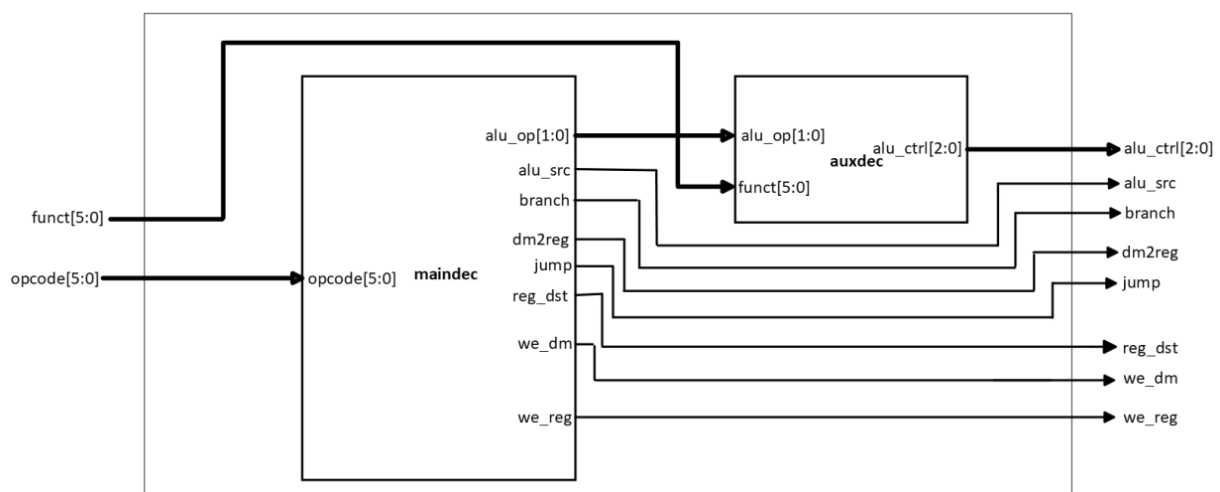 funct[5:0]
opcode[5:0]
opcode[5:0]
maindec
alu_op[1:0]
alu_src
branch
dm2reg
jump
reg_dst
we_dm
we_reg
alu_op[1:0]
funct[5:0]
auxdec
alu_ctrl[2:0]
alu_ctrl[2:0]
alu_src
branch
dm2reg
jump
reg_dst
we_dm
we_reg